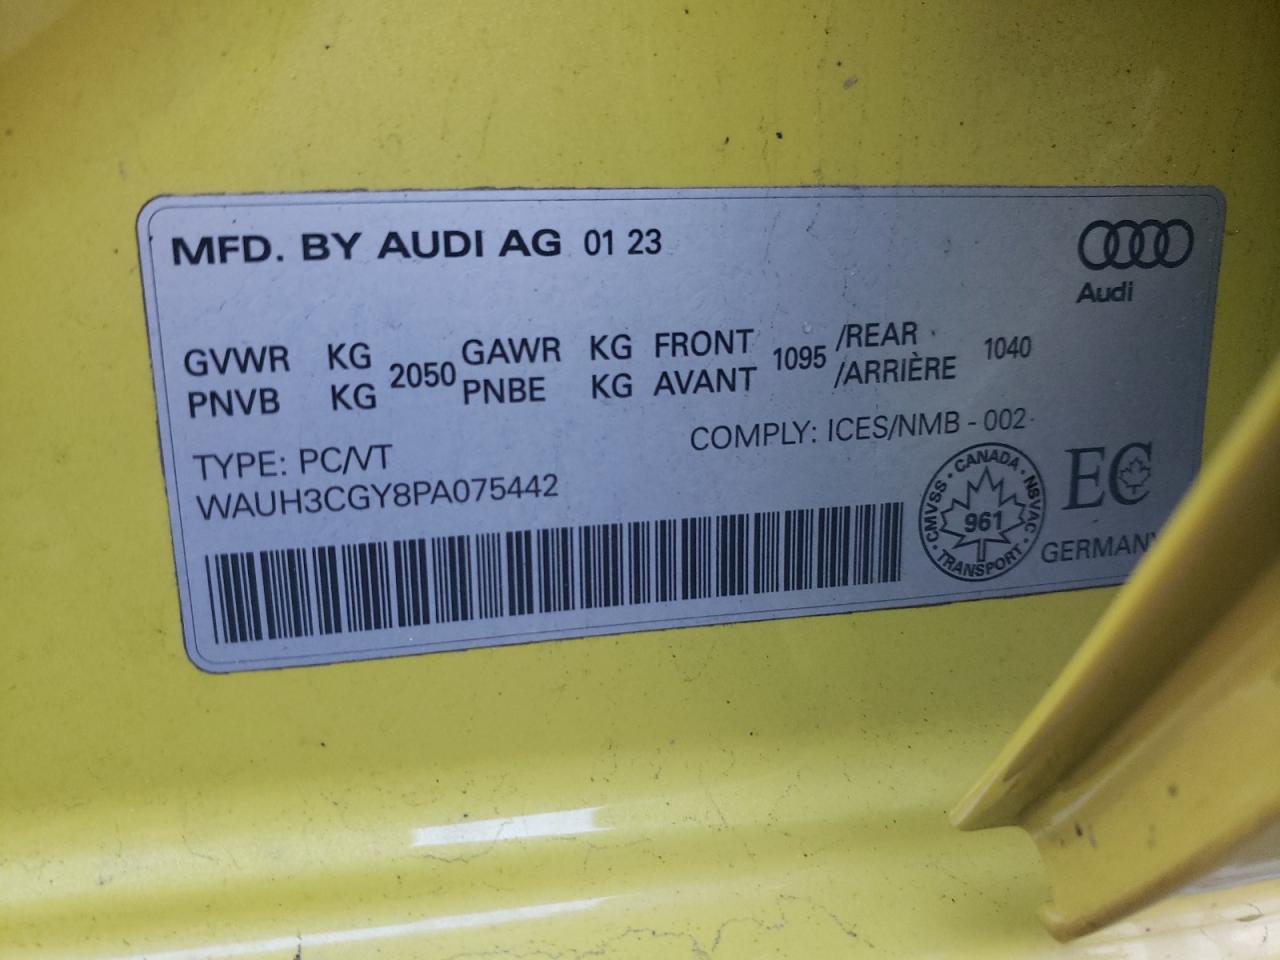 MFD. BY AUDI AG 01 23
Audi
GVWR KG 2050 GAWR KG FRONT 1095 /REAR 1040
PNVB KG PNBE KG AVANT /ARRIÈRE
COMPLY: ICES/NMB - 002
TYPE: PC/VT
WAUH3CGY8PA075442
CANADA
CMVSS NSVAC
961
TRANSPORT
EC
GERMANY